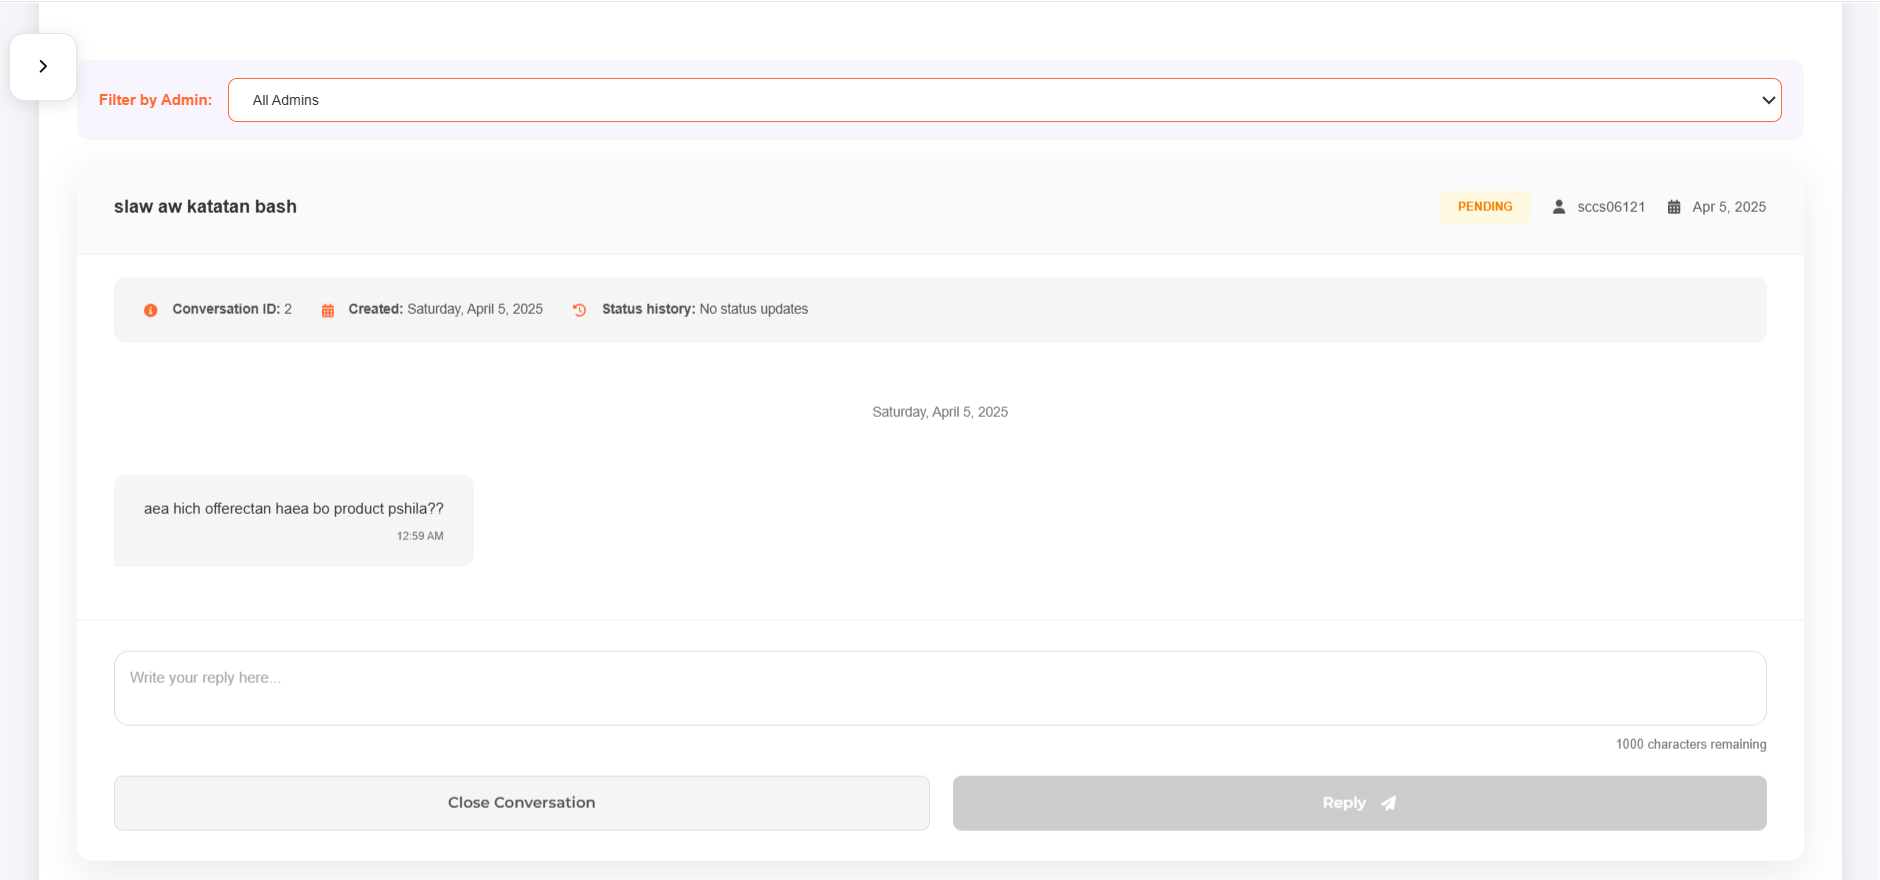 Filter by Admin: All Admins
slaw aw katatan bash PENDING sccs06121 Apr 5, 2025
Conversation ID: 2 Created: Saturday, April 5, 2025 Status history: No status updates
Saturday, April 5, 2025
aea hich offerectan haea bo product pshila??
12:59 AM
Write your reply here...
1000 characters remaining
Close Conversation Reply